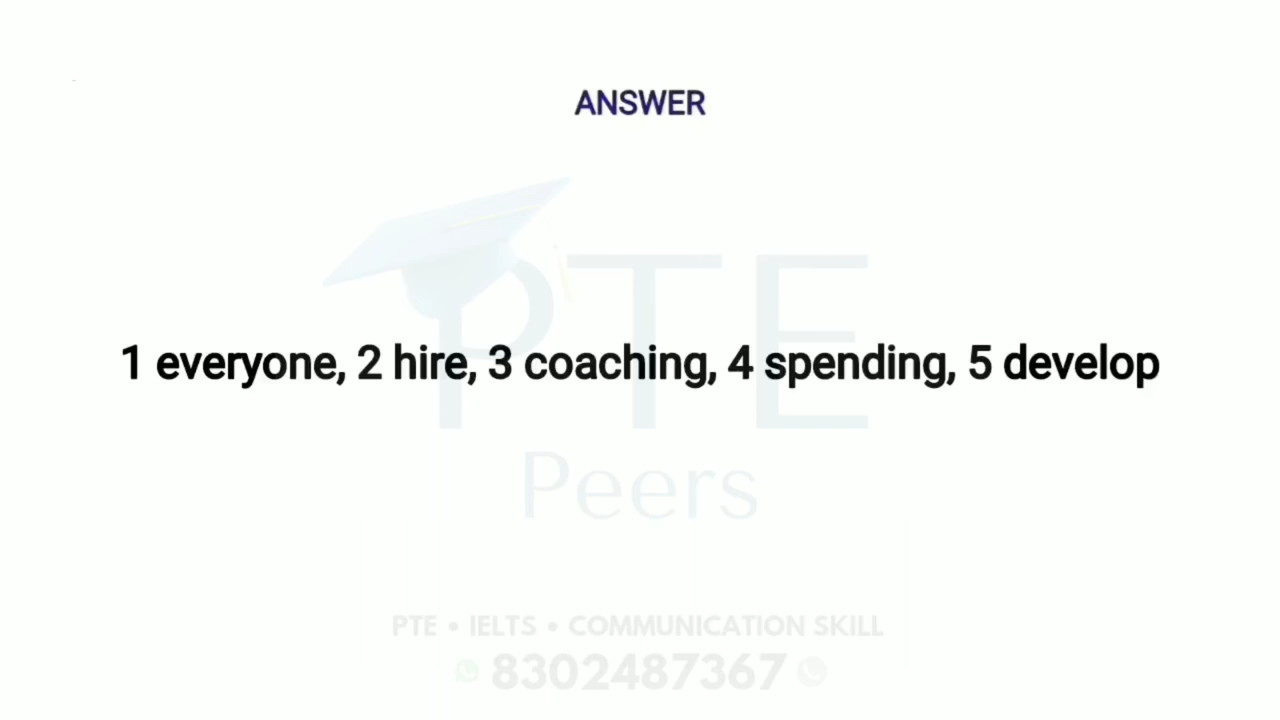 ANSWER
PTE
1 everyone, 2 hire, 3 coaching, 4 spending, 5 develop
Peers
PTE • IELTS • COMMUNICATION SKILL
8302487367